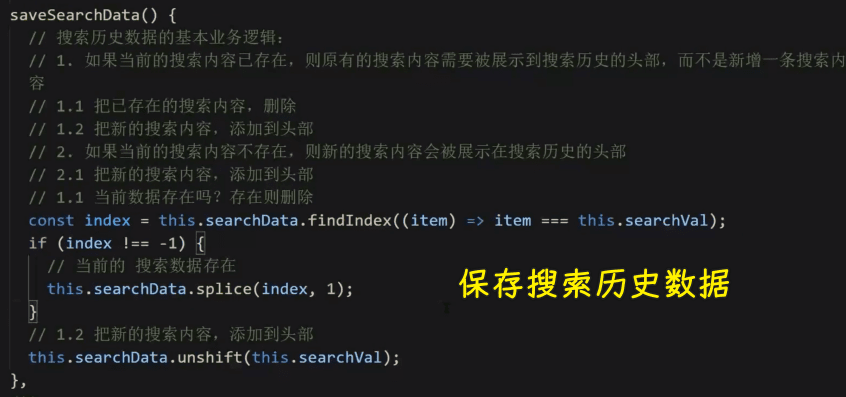 saveSearchData() {
// 搜索历史数据的基本业务逻辑：
// 1. 如果当前的搜索内容已存在，则原有的搜索内容需要被展示到搜索历史的头部，而不是新增一条搜索内
容
// 1.1 把已存在的搜索内容，删除
// 1.2 把新的搜索内容，添加到头部
// 2. 如果当前的搜索内容不存在，则新的搜索内容会被展示在搜索历史的头部
// 2.1 把新的搜索内容，添加到头部
// 1.1 当前数据存在吗？存在则删除
const index = this.searchData.findIndex((item) => item === this.searchVal);
if (index !== -1) {
// 当前的 搜索数据存在
this.searchData.splice(index, 1);
保存搜索历史数据
}
// 1.2 把新的搜索内容，添加到头部
this.searchData.unshift(this.searchVal);
},